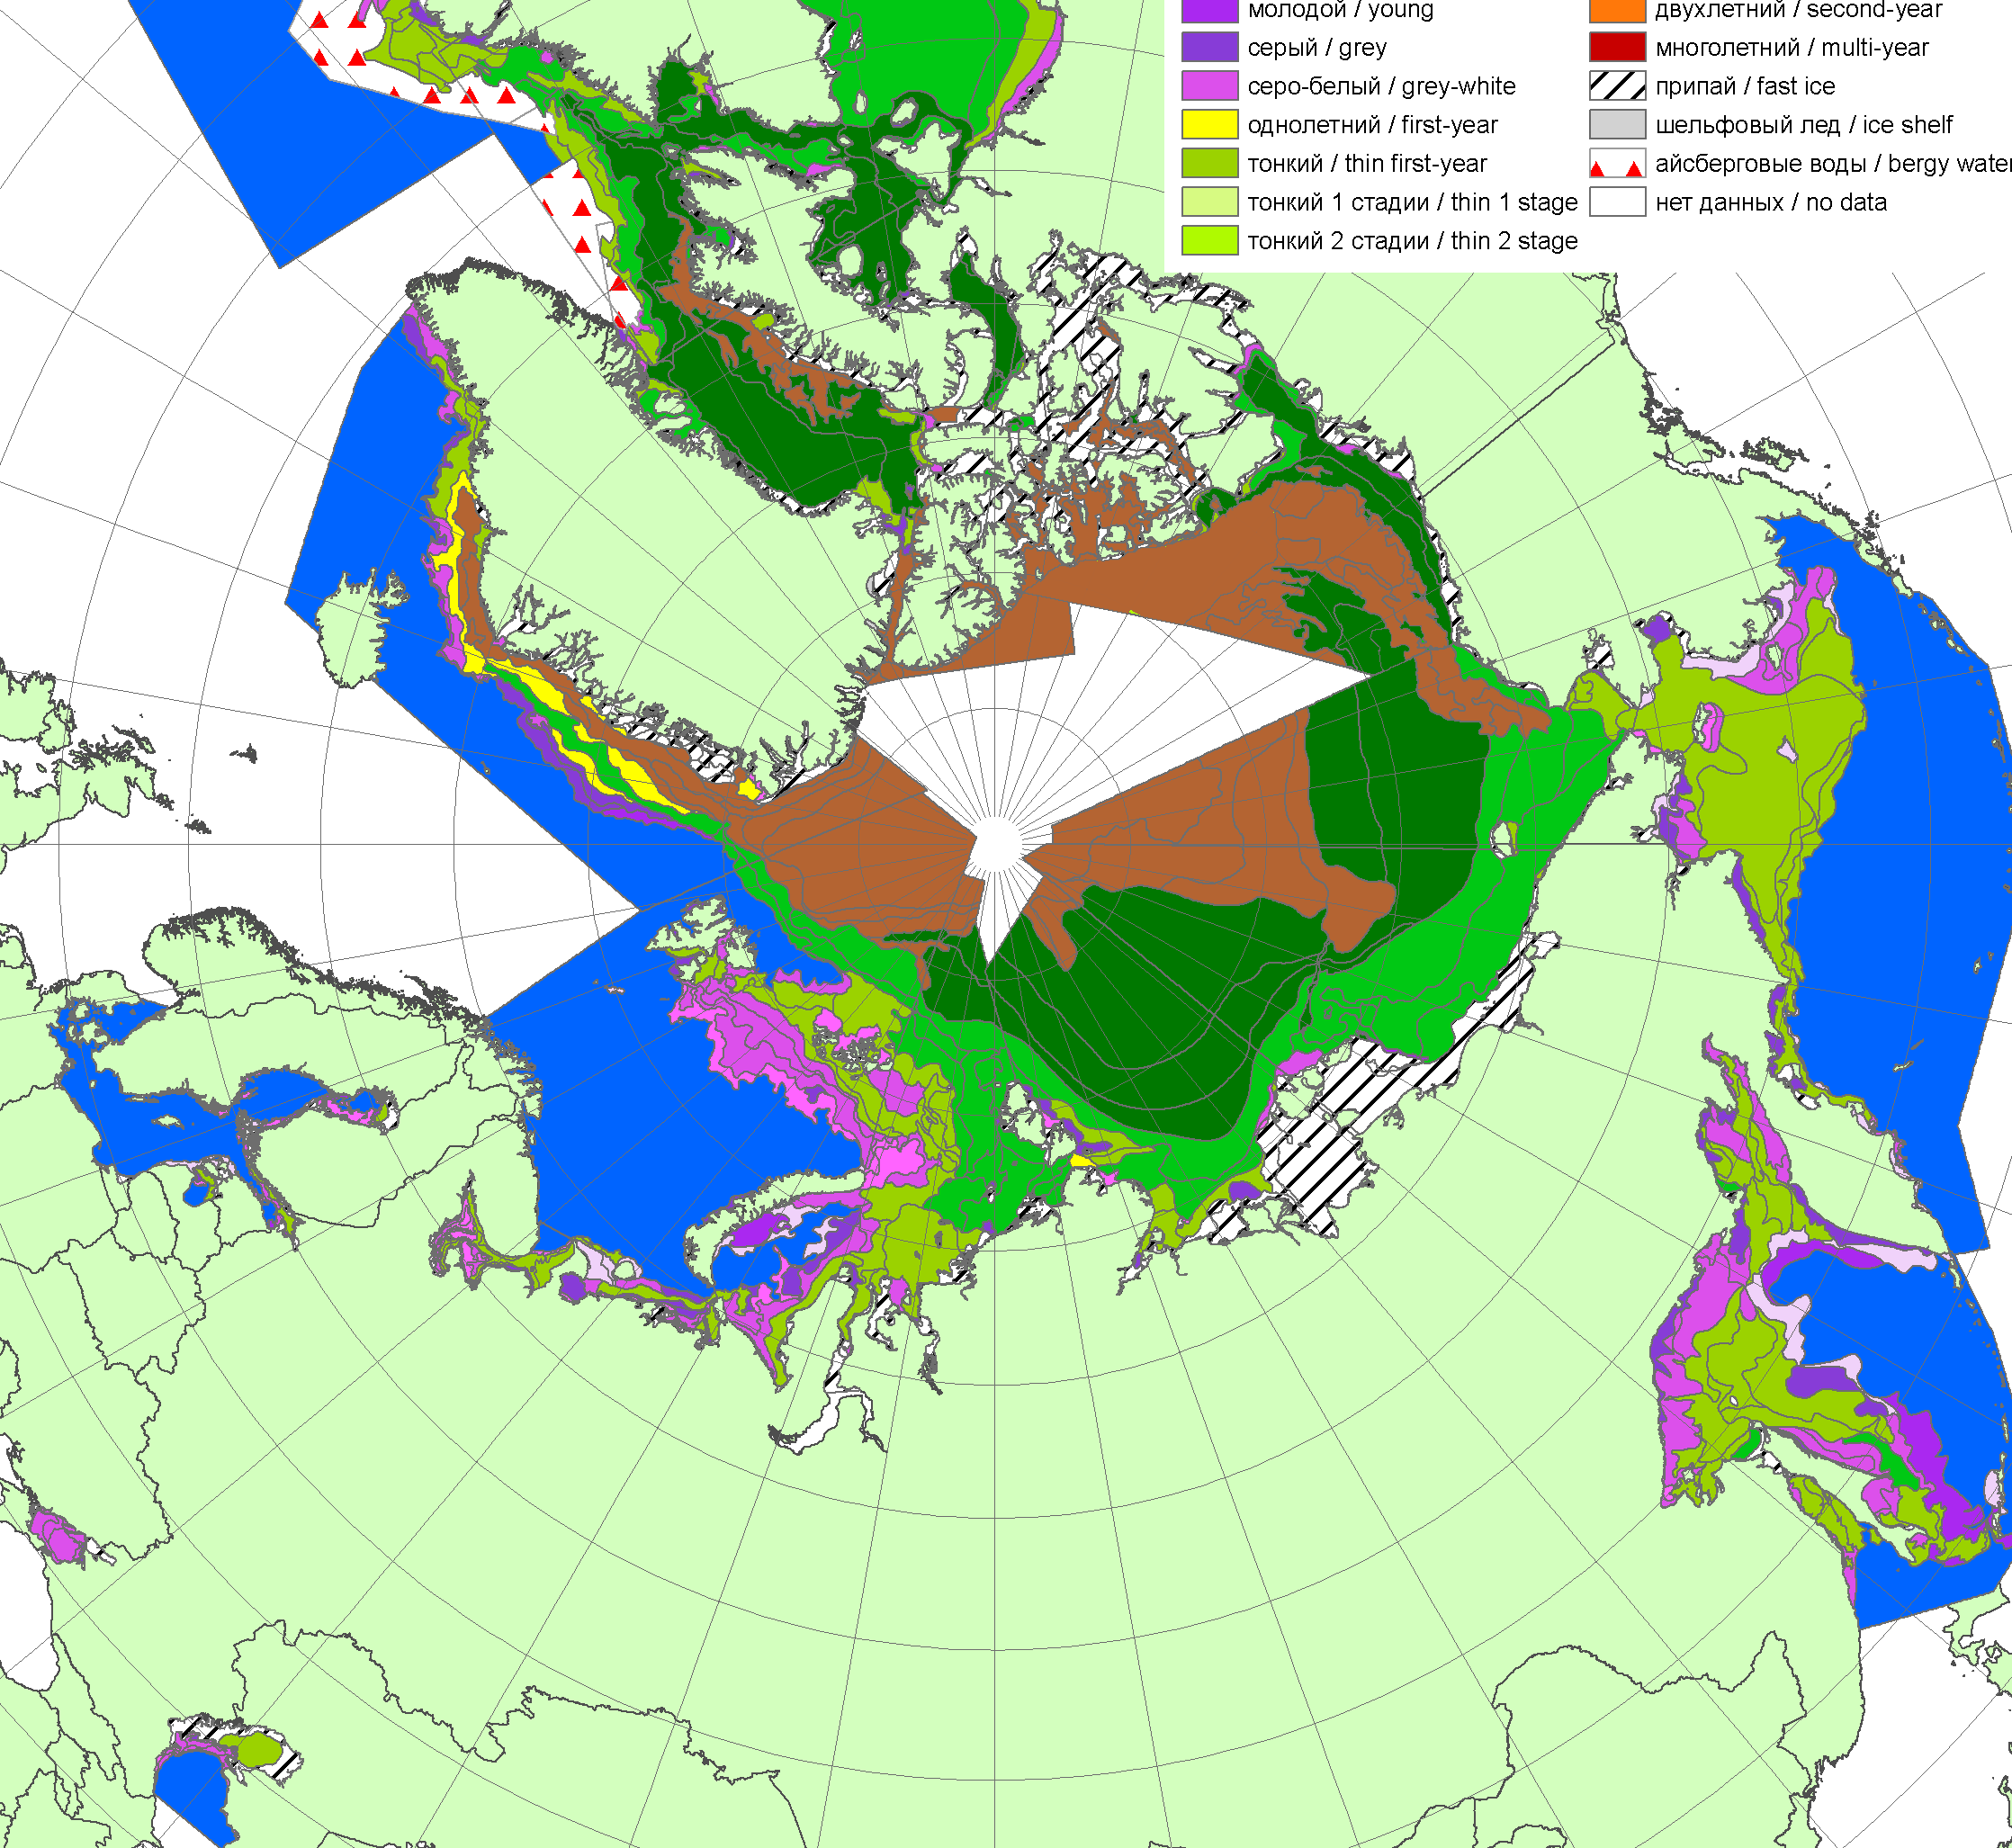 молодой / young
серый / grey
серо-белый / grey-white
однолетний / first-year
тонкий / thin first-year
тонкий 1 стадии / thin 1 stage
тонкий 2 стадии / thin 2 stage
двухлетний / second-year
многолетний / multi-year
припай / fast ice
шельфовый лед / ice shelf
айсберговые воды / bergy water
нет данных / no data